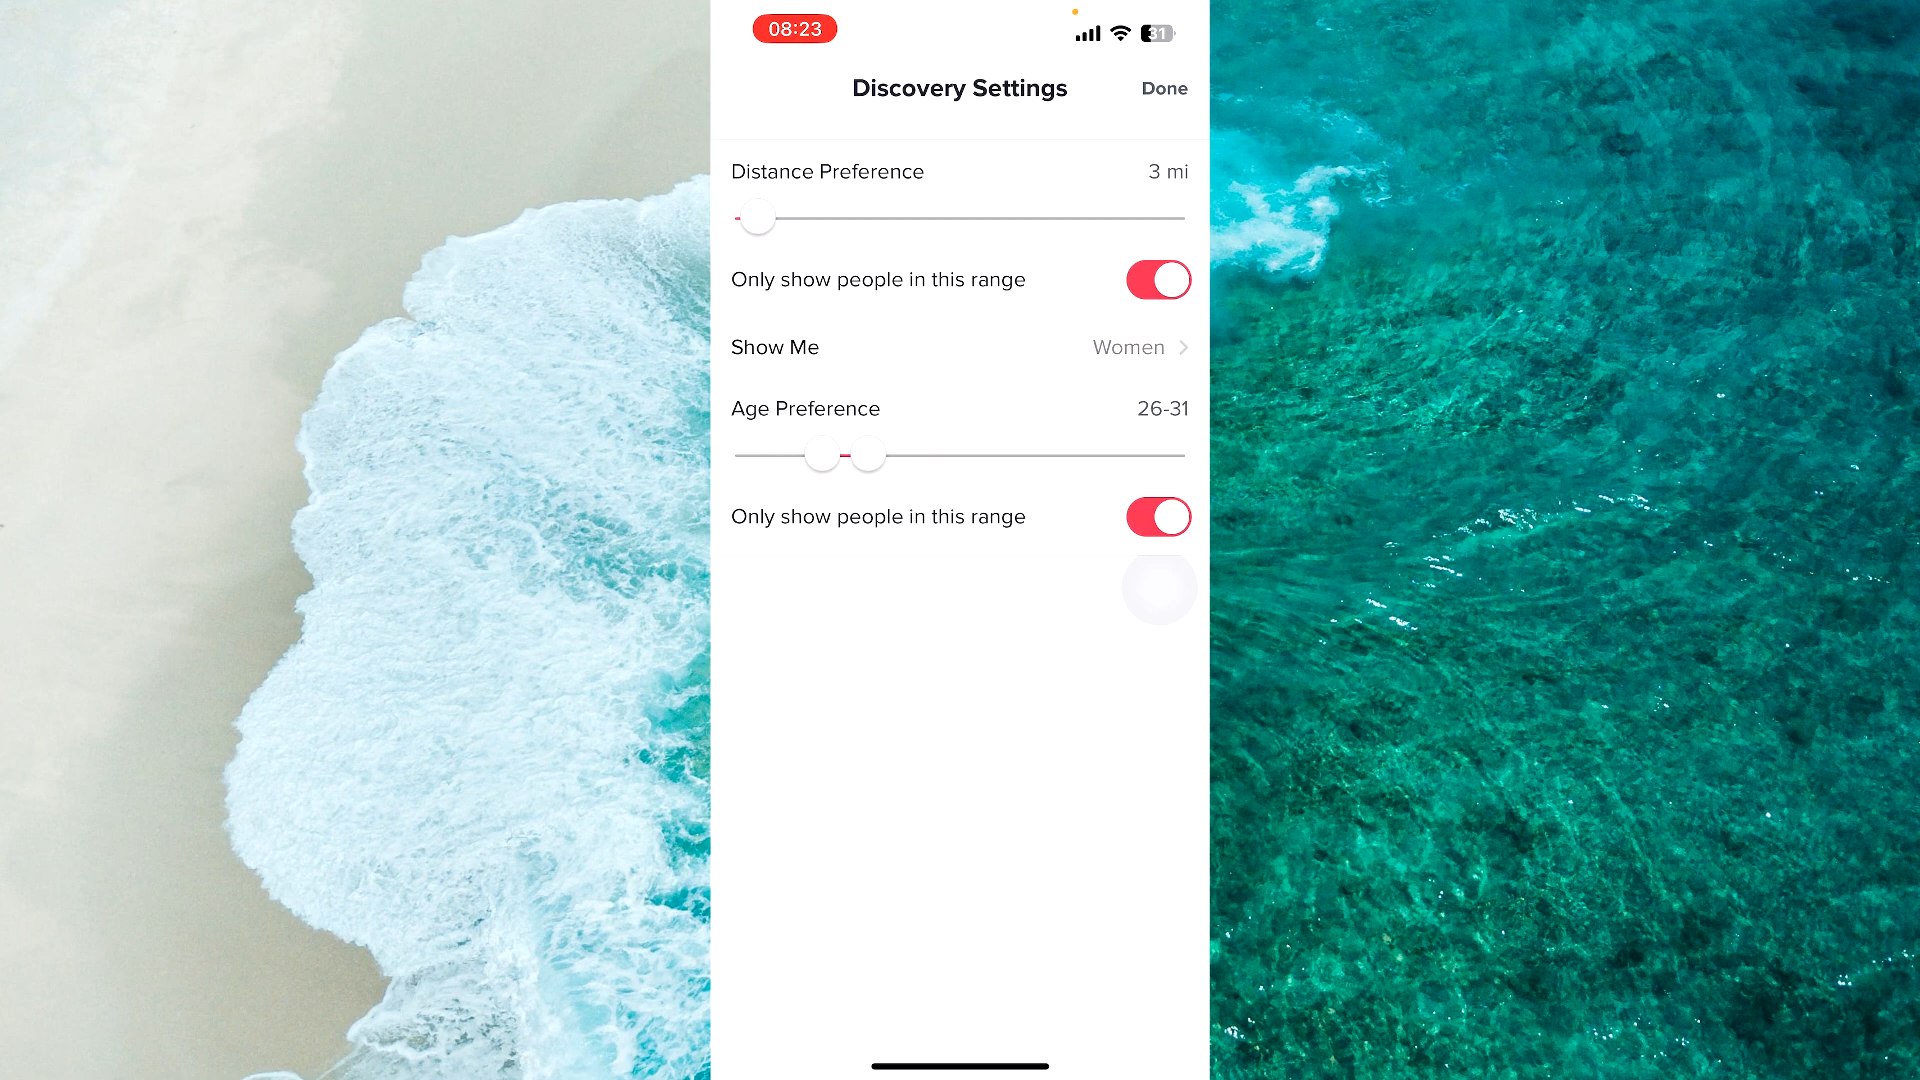 08:23
31
Discovery Settings
Done
Distance Preference
3 mi
Only show people in this range
Show Me
Women
Age Preference
26-31
Only show people in this range